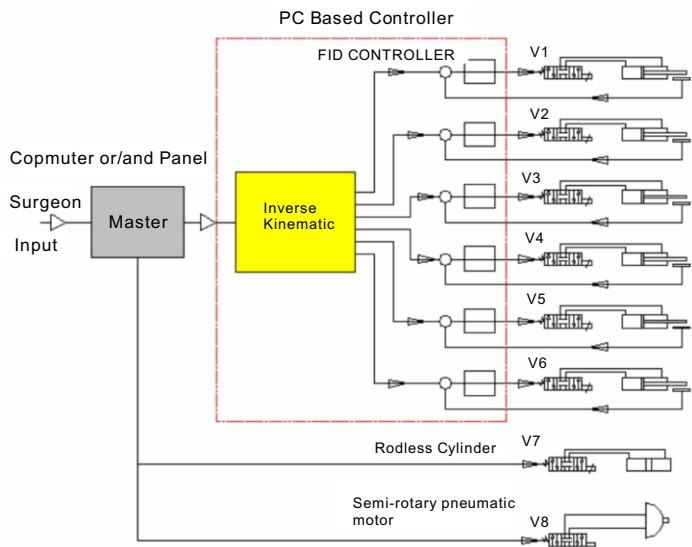 PC Based Controller
FID CONTROLLER
V1
V2
Copmuter or/and Panel
V3
Surgeon
Input
Master
Inverse
Kinematic
V4
V5
V6
Rodless Cylinder
V7
Semi-rotary pneumatic
motor
V8